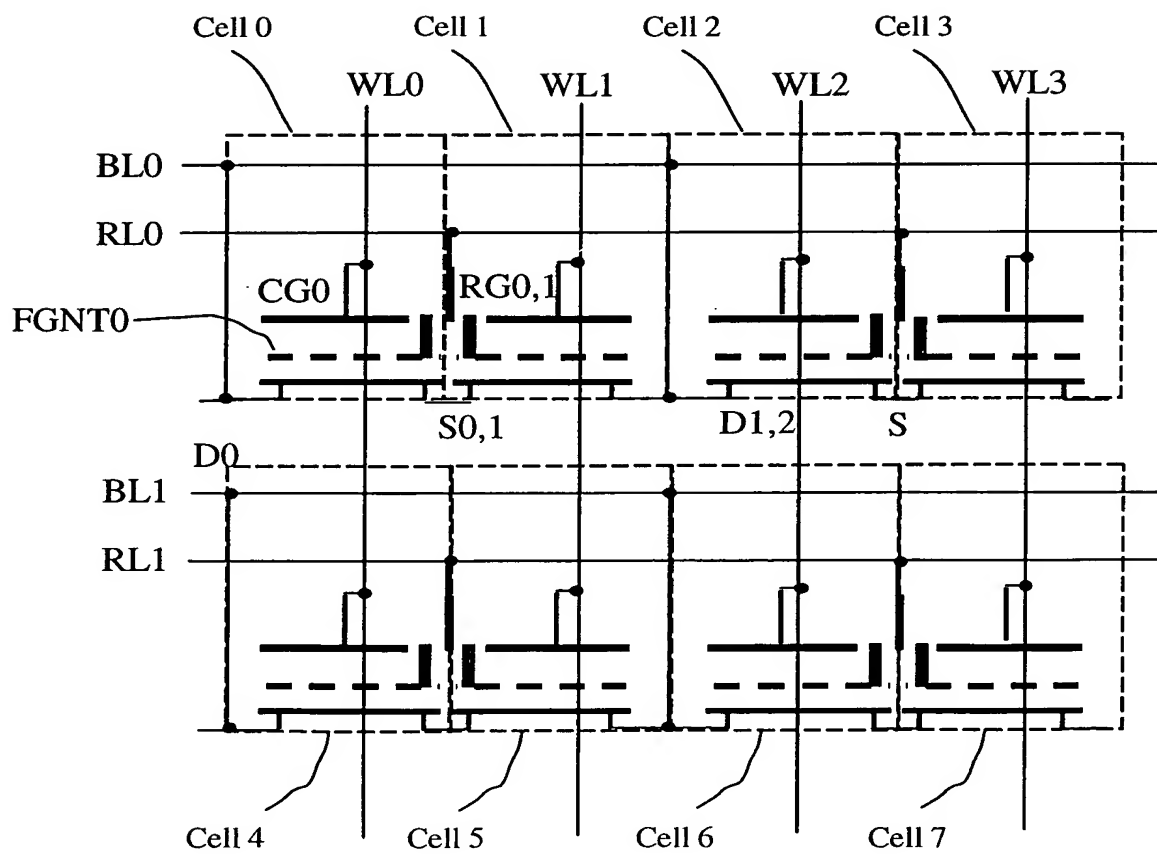 Cell 0
Cell 1
Cell 2
Cell 3
WL0
WL1
WL2
WL3
BL0
RL0
CG0
RG0,1
FGNT0
S0,1
D1,2
S
D0
BL1
RL1
Cell 4
Cell 5
Cell 6
Cell 7